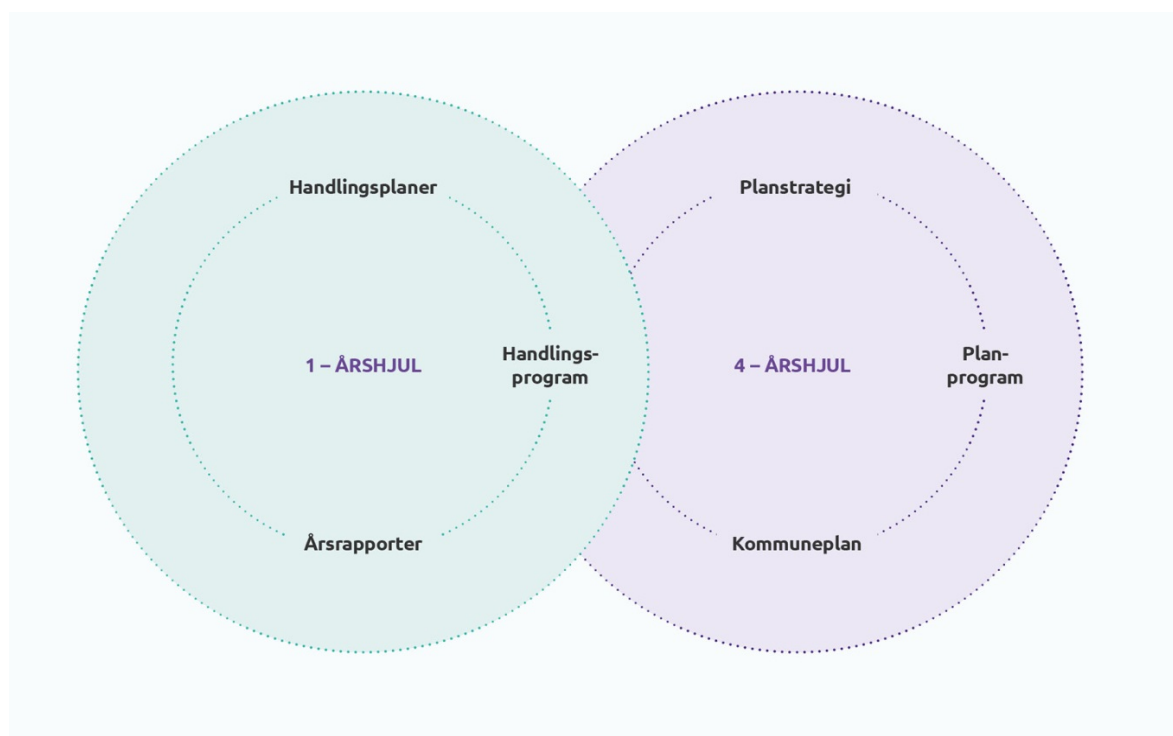 Handlingsplaner
Planstrategi
1 – ÅRSHJUL
Handlings-
program
4 – ÅRSHJUL
Plan-
program
Årsrapporter
Kommuneplan